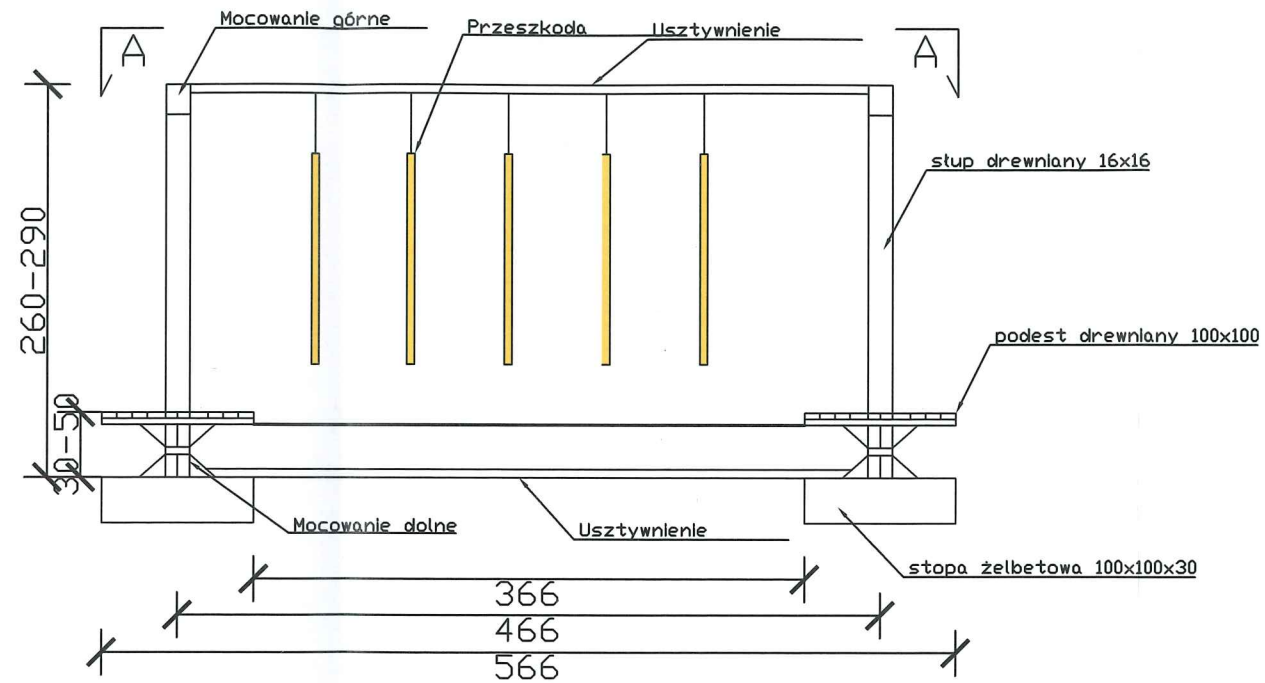 Mocowanie górne
Przeszkoda
Usztywnienie
A
A
słup drewniany 16x16
260-290
podest drewniany 100x100
30-50
Mocowanie dolne
Usztywnienie
stopa żelbetowa 100x100x30
366
466
566